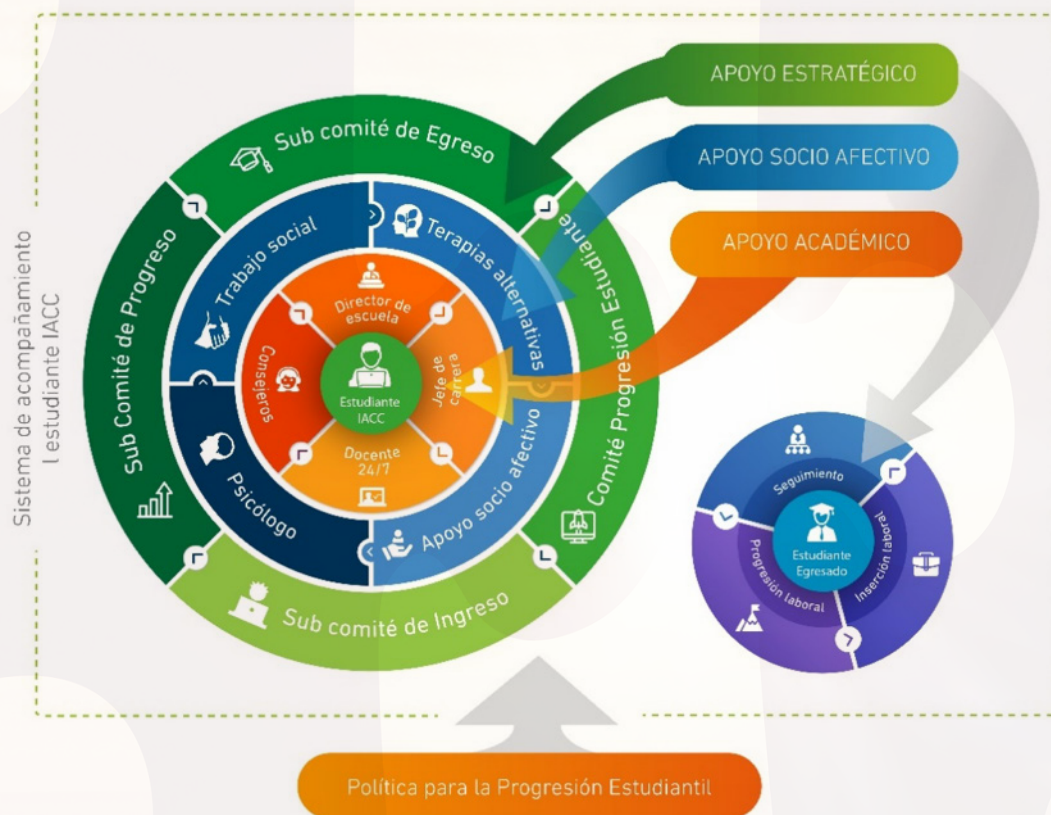 Sistema de acompañamiento
l estudiante IACC
APOYO ESTRATÉGICO
APOYO SOCIO AFECTIVO
APOYO ACADÉMICO
Sub comité de Egreso
Comité Progresión Estudiante
Sub comité de Ingreso
Sub Comité de Progreso
Trabajo social
Terapias alternativas
Apoyo socio afectivo
Psicólogo
Director de
escuela
Jefe de
carrera
Docente
24/7
Consejeros
Estudiante
IACC
Seguimiento
Inserción laboral
Progresión laboral
Estudiante
Egresado
Política para la Progresión Estudiantil